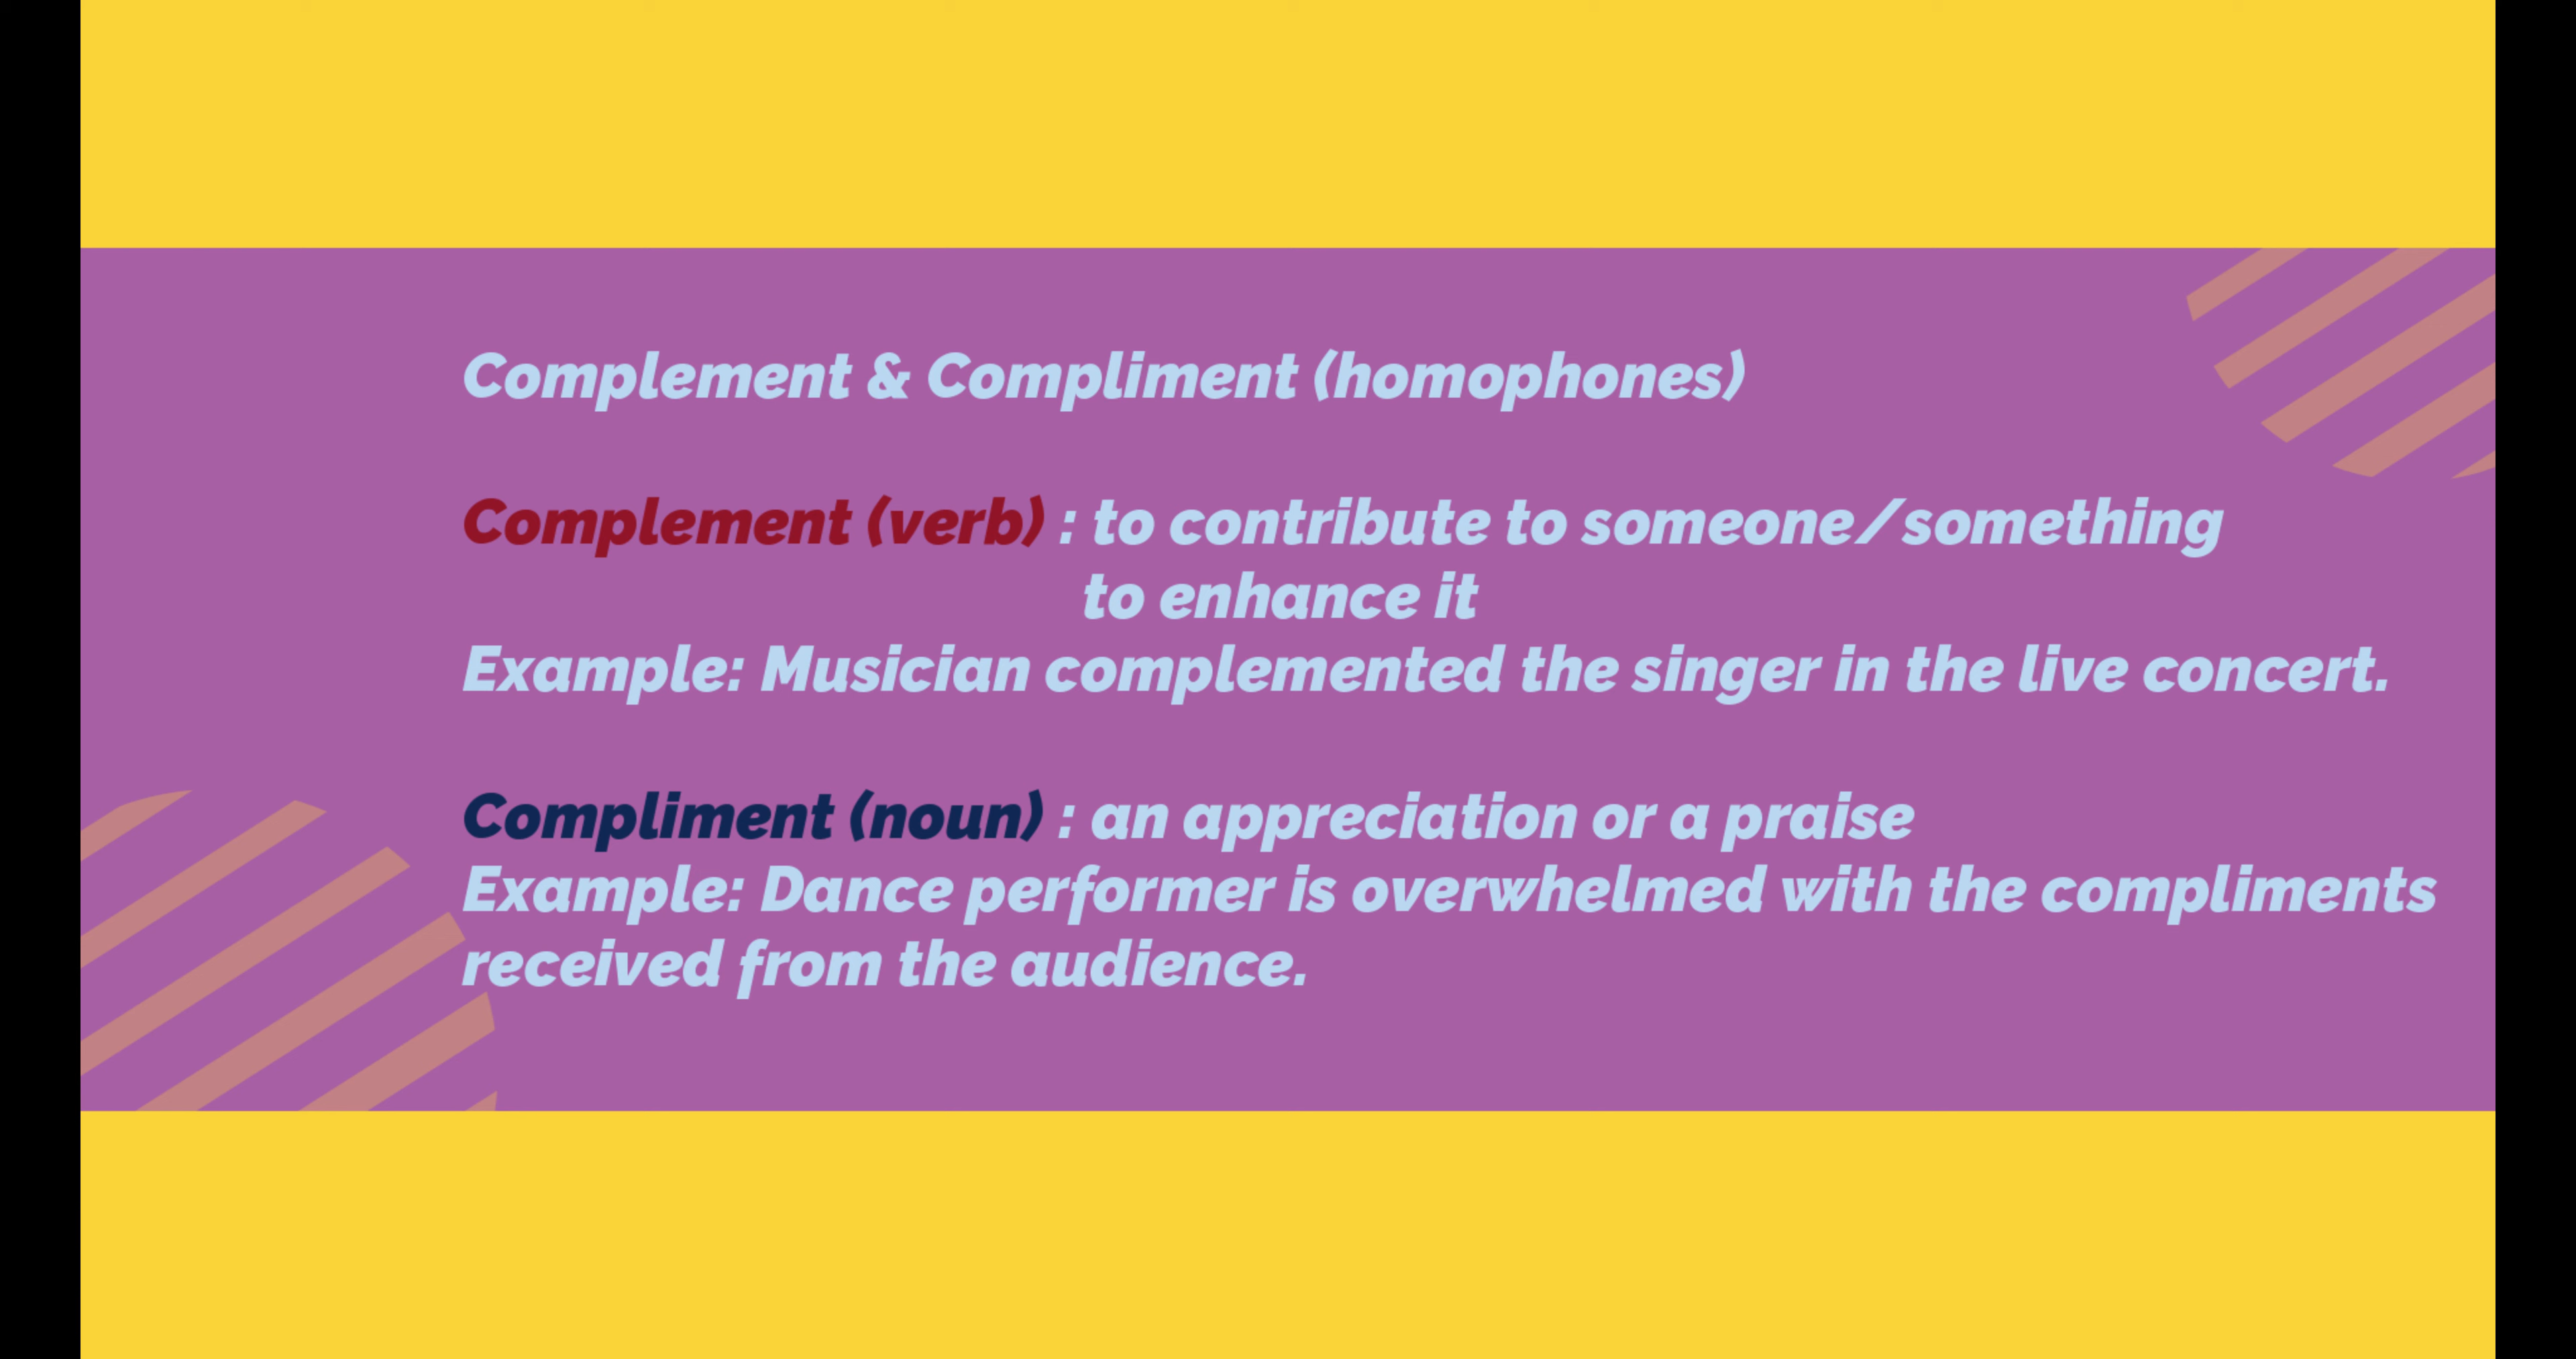 Complement & Compliment (homophones)
Complement (verb) : to contribute to someone/something
to enhance it
Example: Musician complemented the singer in the live concert.
Compliment (noun) : an appreciation or a praise
Example: Dance performer is overwhelmed with the compliments
received from the audience.